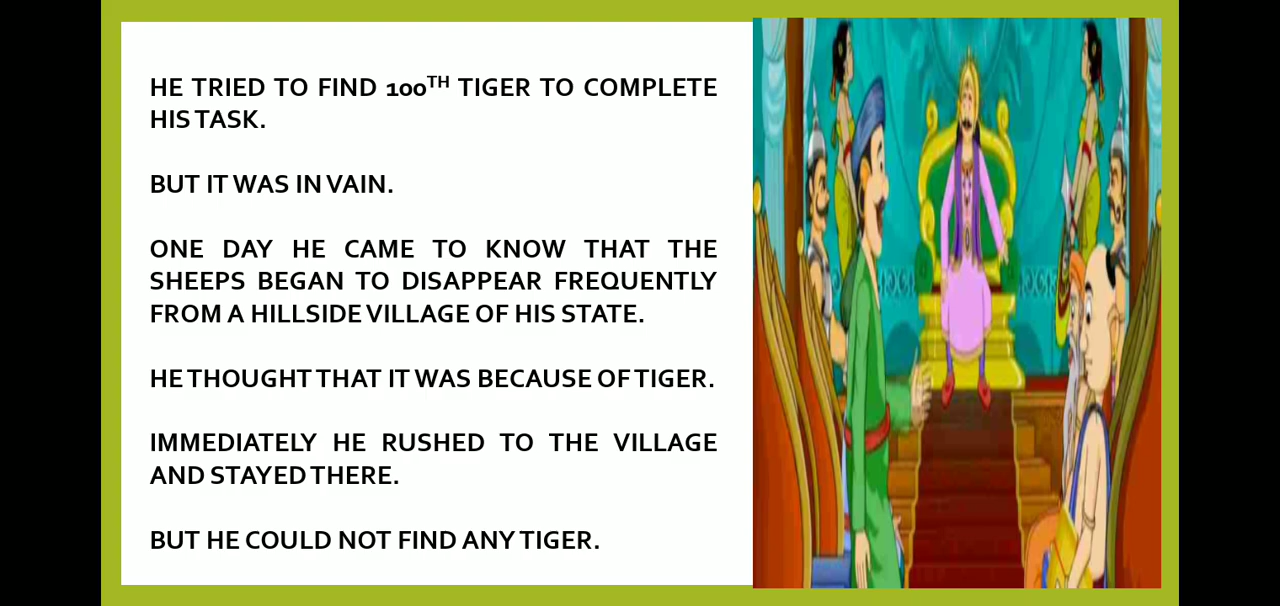 HE TRIED TO FIND 100TH TIGER TO COMPLETE
HIS TASK.
BUT IT WAS IN VAIN.
ONE DAY HE CAME TO KNOW THAT THE
SHEEPS BEGAN TO DISAPPEAR FREQUENTLY
FROM A HILLSIDE VILLAGE OF HIS STATE.
HE THOUGHT THAT IT WAS BECAUSE OF TIGER.
IMMEDIATELY HE RUSHED TO THE VILLAGE
AND STAYED THERE.
BUT HE COULD NOT FIND ANY TIGER.